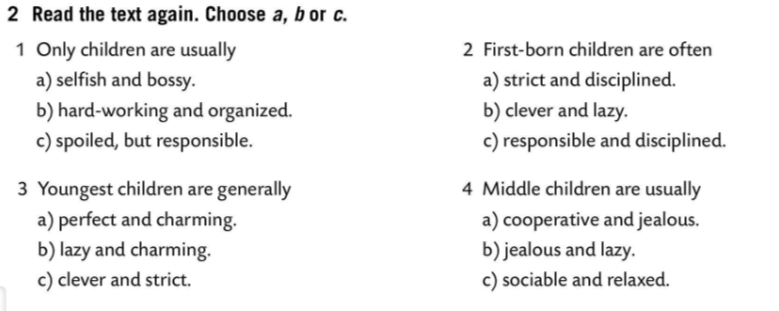 2 Read the text again. Choose a, b or c.
1 Only children are usually
a) selfish and bossy.
b) hard-working and organized.
c) spoiled, but responsible.
2 First-born children are often
a) strict and disciplined.
b) clever and lazy.
c) responsible and disciplined.
3 Youngest children are generally
a) perfect and charming.
b) lazy and charming.
c) clever and strict.
4 Middle children are usually
a) cooperative and jealous.
b) jealous and lazy.
c) sociable and relaxed.